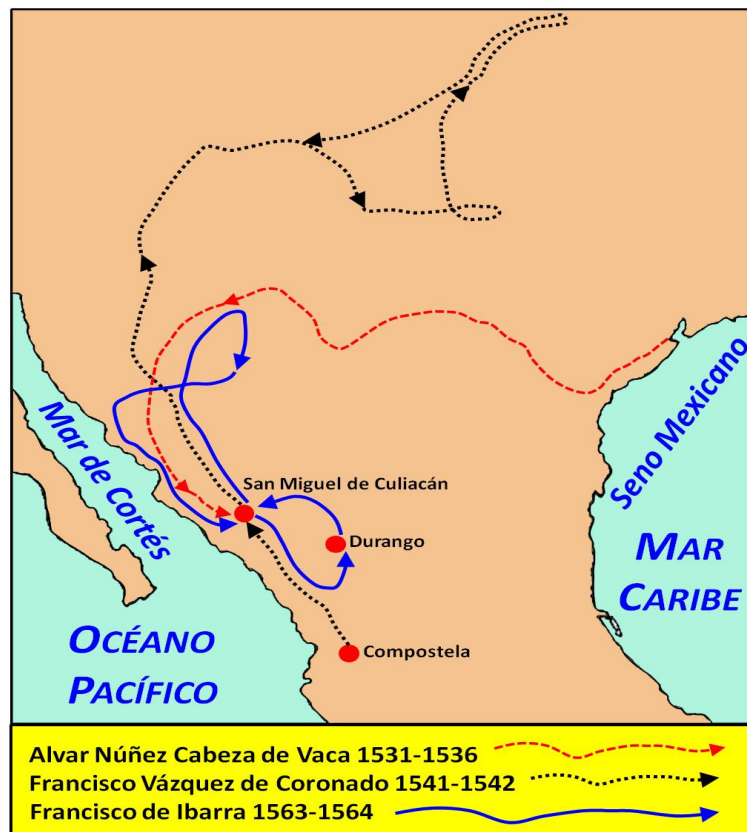 San Miguel de Culiacán
Durango
Compostela
Mar de Cortés
Seno Mexicano
MAR
CARIBE
OCÉANO
PACÍFICO
Alvar Núñez Cabeza de Vaca 1531-1536
Francisco Vázquez de Coronado 1541-1542
Francisco de Ibarra 1563-1564